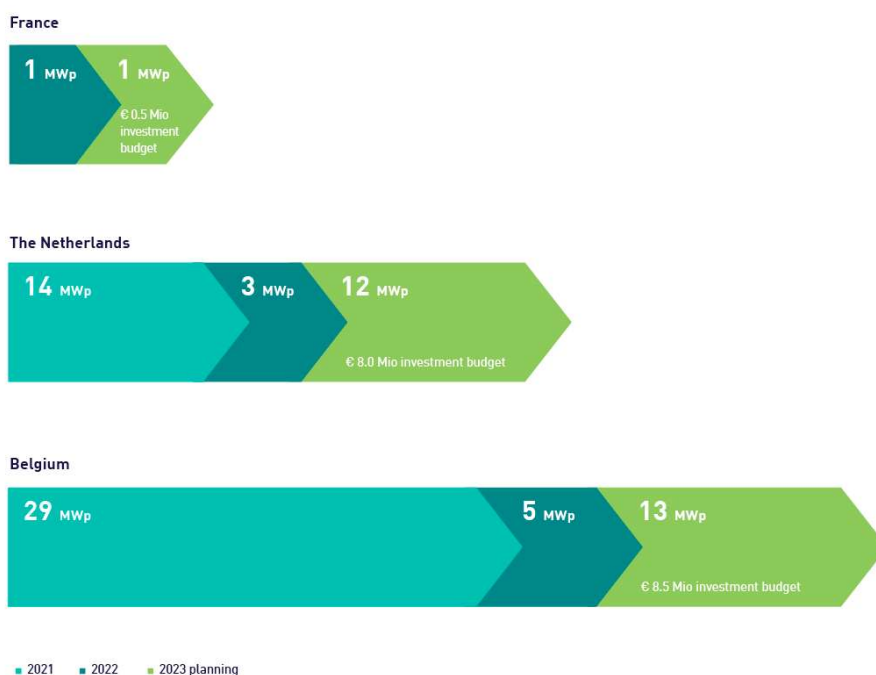 France
1 MWp 1 MWp
€ 0.5 Mio
investment
budget
The Netherlands
14 MWp 3 MWp 12 MWp
€ 8.0 Mio investment budget
Belgium
29 MWp 5 MWp 13 MWp
€ 8.5 Mio investment budget
2021 2022 2023 planning